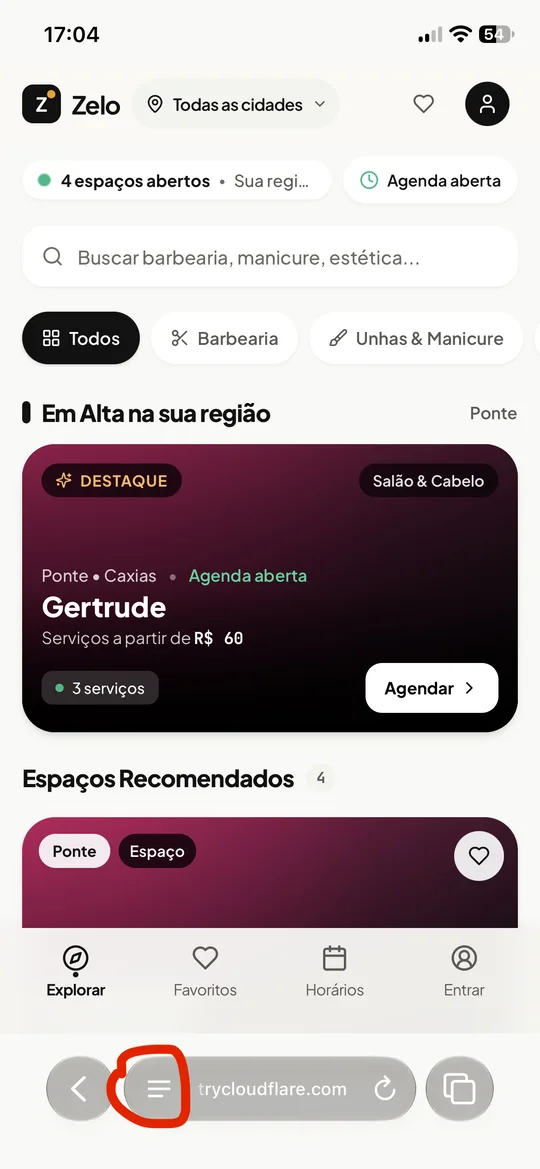 17:04
54
Z Zelo Todas as cidades
4 espaços abertos • Sua regi... Agenda aberta
Buscar barbearia, manicure, estética...
Todos Barbearia Unhas & Manicure
Em Alta na sua região Ponte
DESTAQUE Salão & Cabelo
Ponte • Caxias • Agenda aberta
Gertrude
Serviços a partir de R$ 60
3 serviços Agendar
Espaços Recomendados 4
Ponte Espaço
Explorar Favoritos Horários Entrar
trycloudflare.com